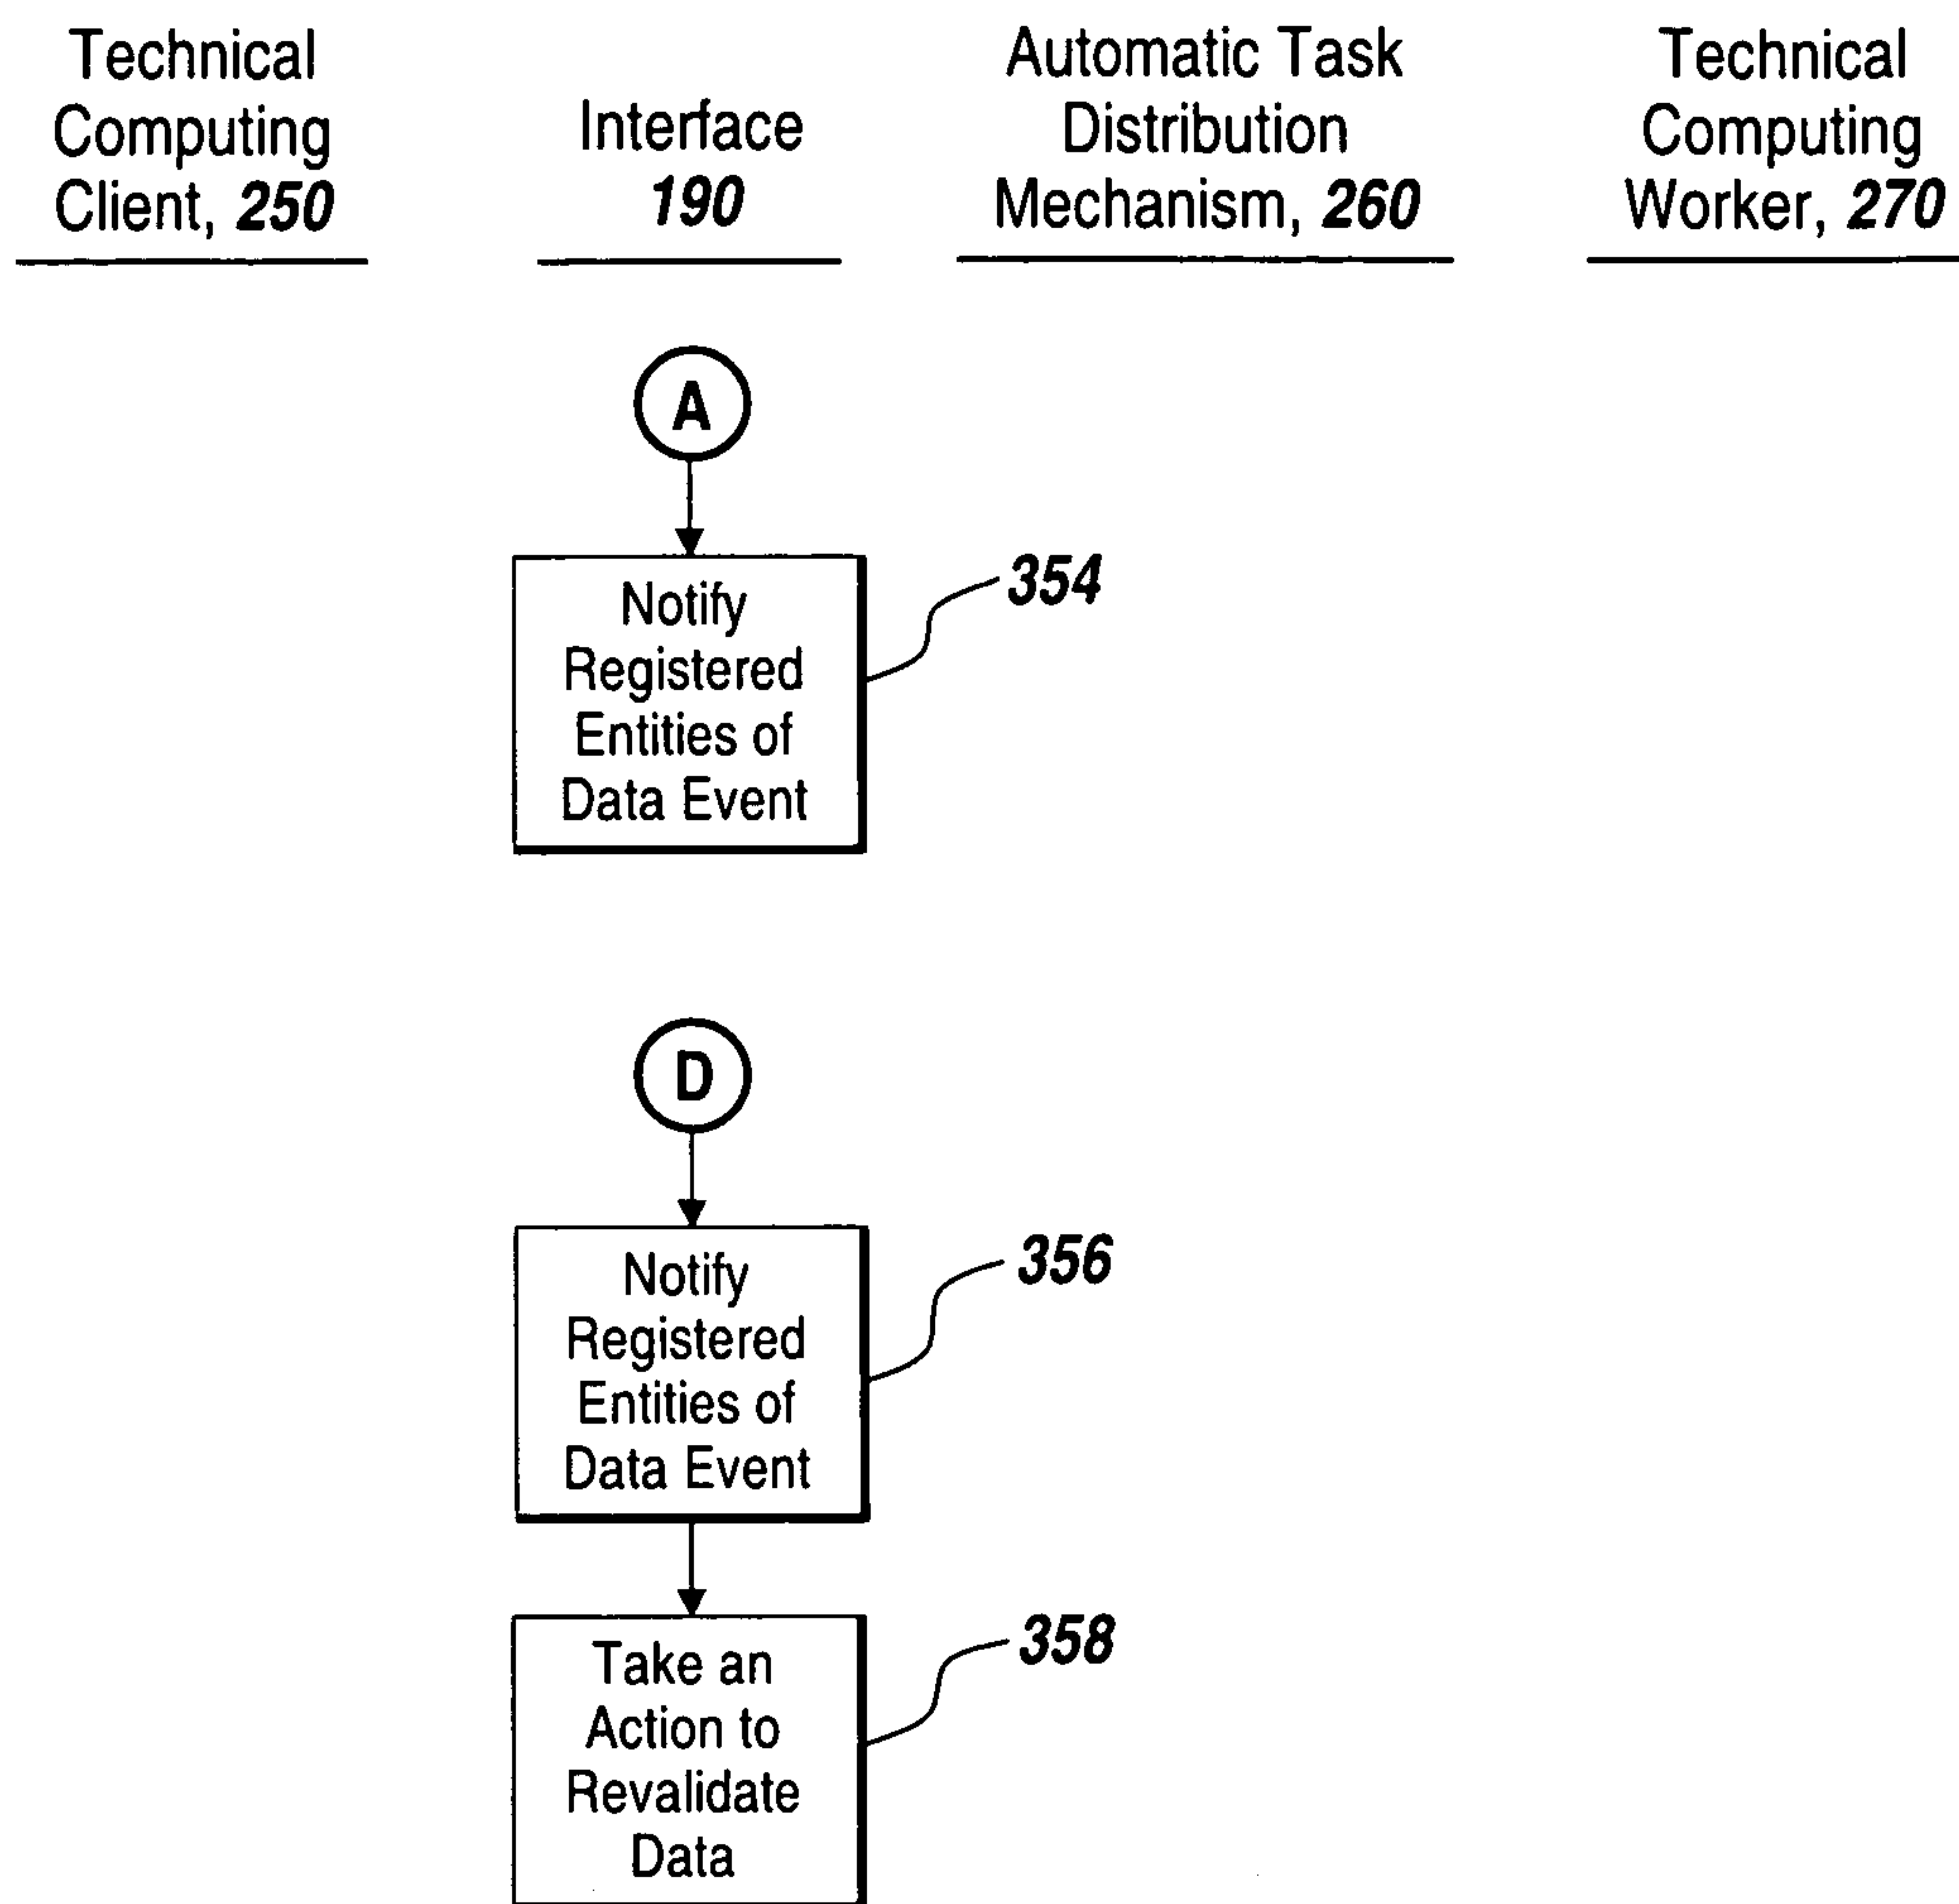 Technical
Computing
Client, 250
Interface
190
Automatic Task
Distribution
Mechanism, 260
Technical
Computing
Worker, 270
A
Notify
Registered
Entities of
Data Event
354
D
Notify
Registered
Entities of
Data Event
356
Take an
Action to
Revalidate
Data
358